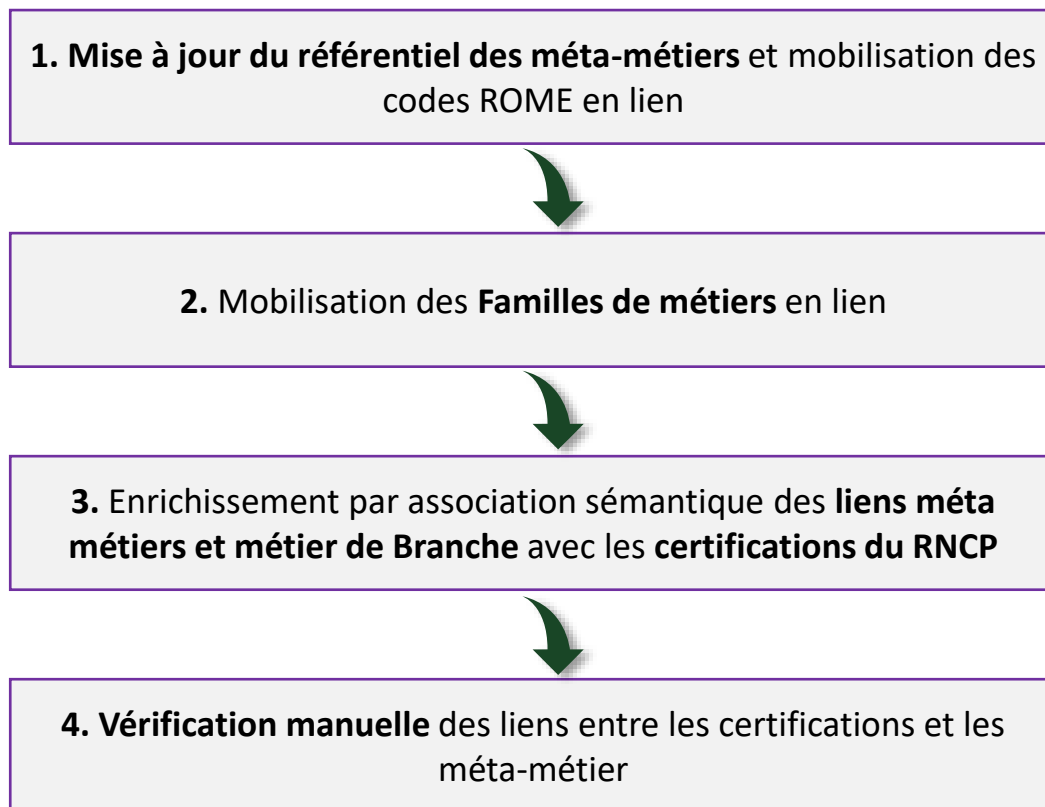 1. Mise à jour du référentiel des méta-métiers et mobilisation des
codes ROME en lien
2. Mobilisation des Familles de métiers en lien
3. Enrichissement par association sémantique des liens méta
métiers et métier de Branche avec les certifications du RNCP
4. Vérification manuelle des liens entre les certifications et les
méta-métier